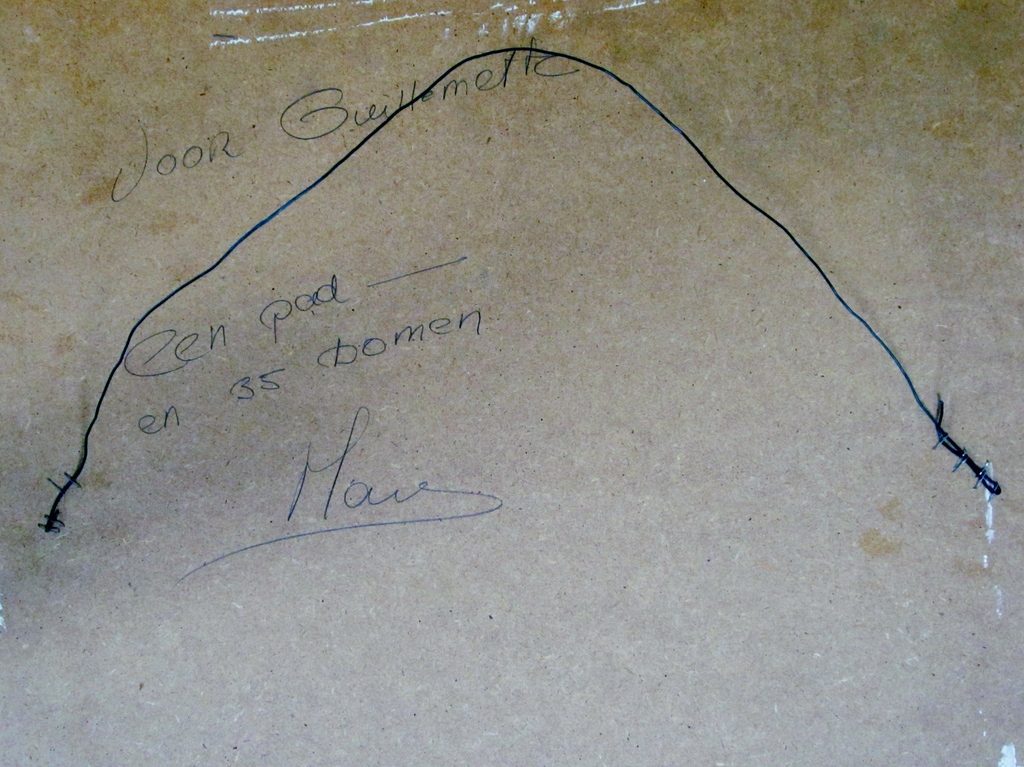 Voor Guillemette
Een pad —
en 35 bomen